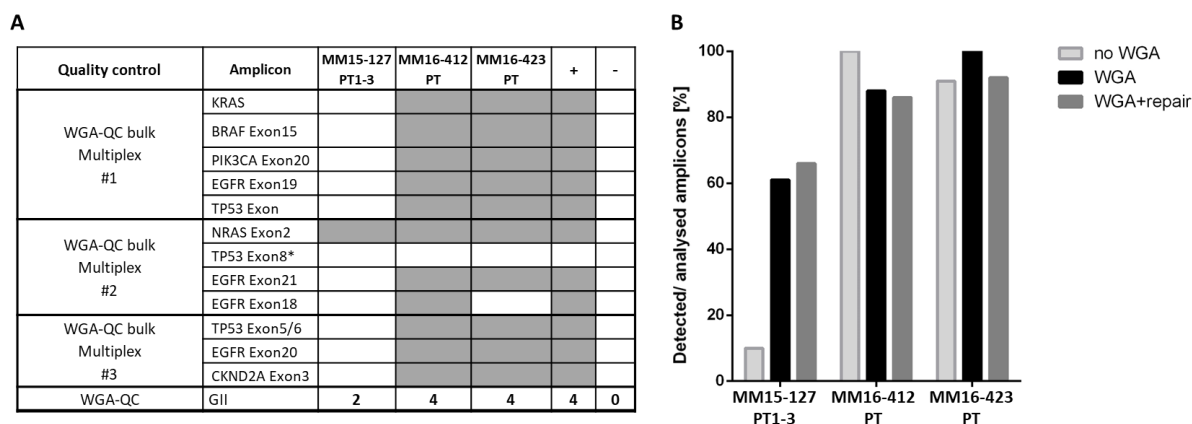 A
Quality control Amplicon MM15-127 PT1-3 MM16-412 PT MM16-423 PT + -
WGA-QC bulk
Multiplex
#1
KRAS
BRAF Exon15
PIK3CA Exon20
EGFR Exon19
TP53 Exon
WGA-QC bulk
Multiplex
#2
NRAS Exon2
TP53 Exon8*
EGFR Exon21
EGFR Exon18
WGA-QC bulk
Multiplex
#3
TP53 Exon5/6
EGFR Exon20
CKND2A Exon3
WGA-QC GII 2 4 4 4 0
B
Detected/ analysed amplicons [%]
100
80
60
40
20
0
MM15-127 MM16-412 MM16-423
PT1-3 PT PT
no WGA
WGA
WGA+repair